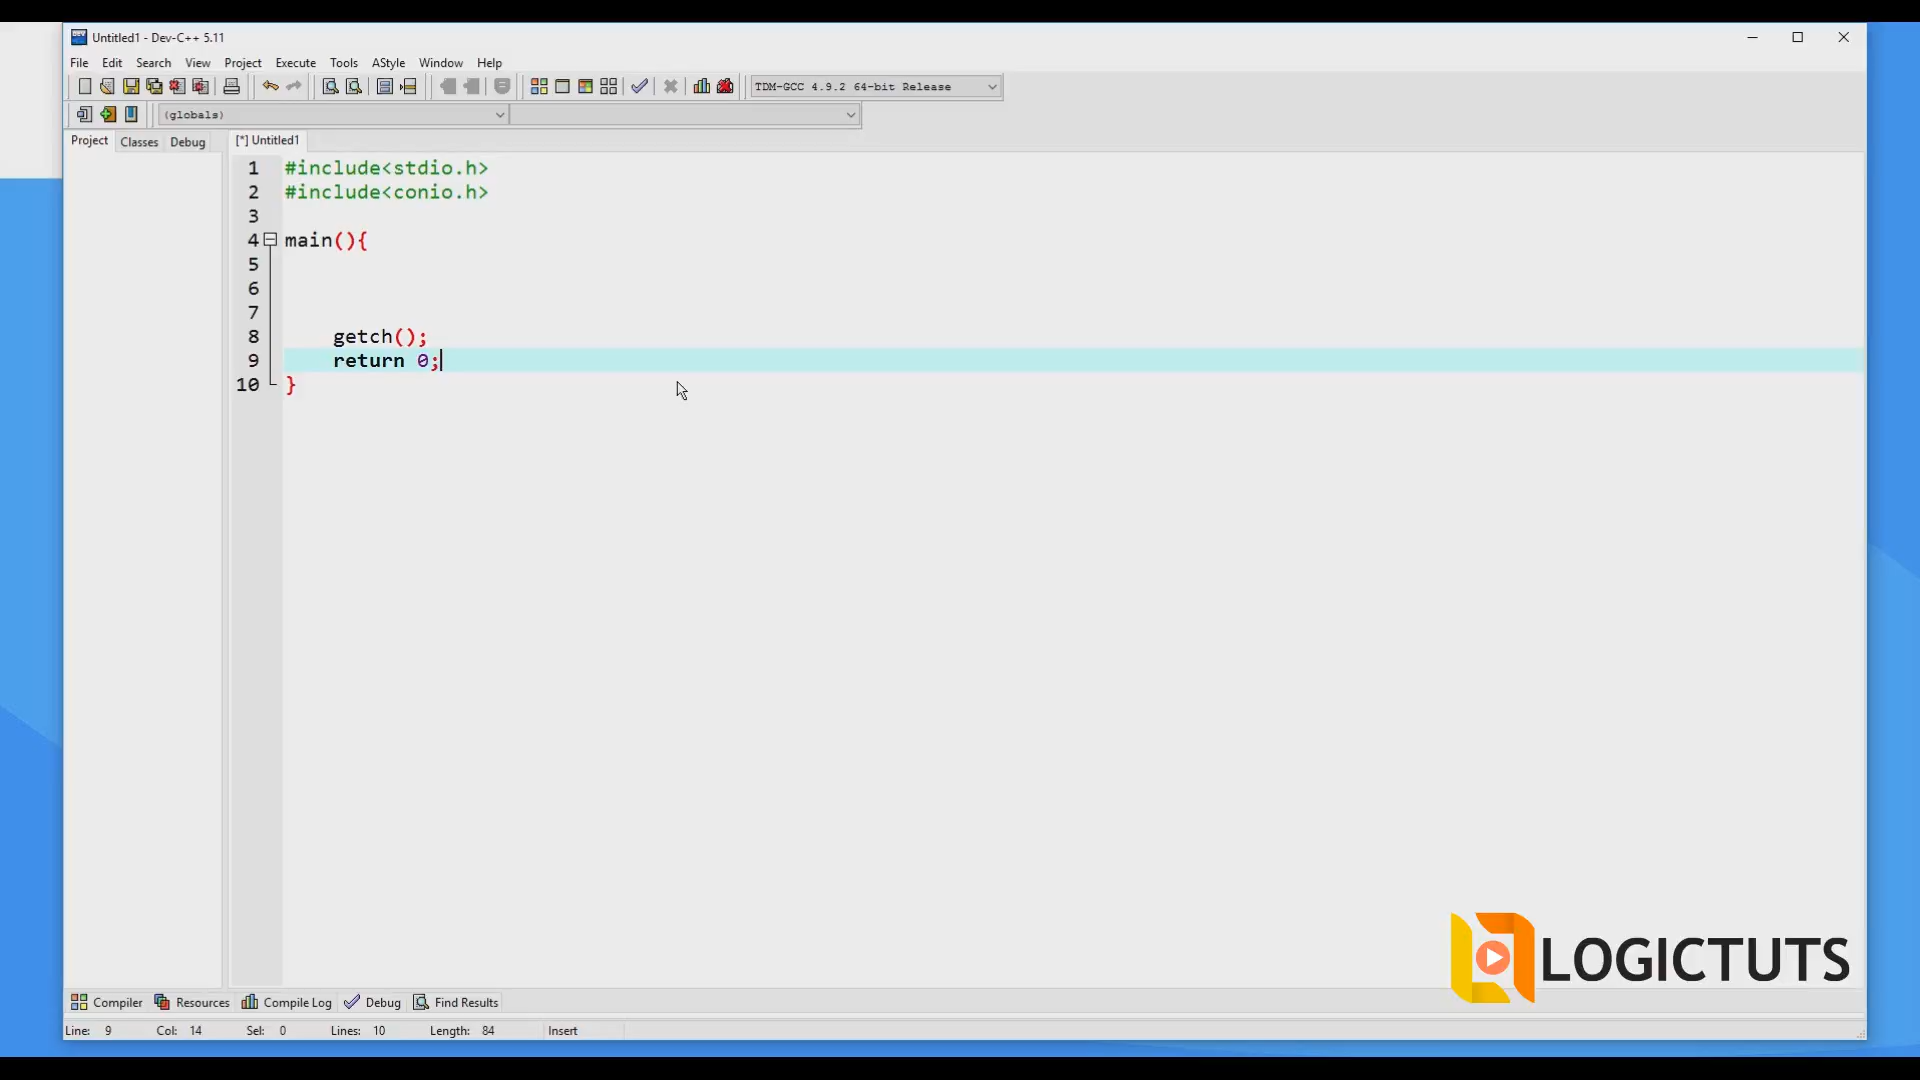 Untitled1 - Dev-C++ 5.11
File Edit Search View Project Execute Tools AStyle Window Help
TDM-GCC 4.9.2 64-bit Release
(globals)
Project Classes Debug [*] Untitled1
1 #include<stdio.h>
2 #include<conio.h>
3
4 main(){
5
6
7
8 getch();
9 return 0;
10 }
LOGICTUTS
Compiler Resources Compile Log Debug Find Results
Line: 9 Col: 14 Sel: 0 Lines: 10 Length: 84 Insert